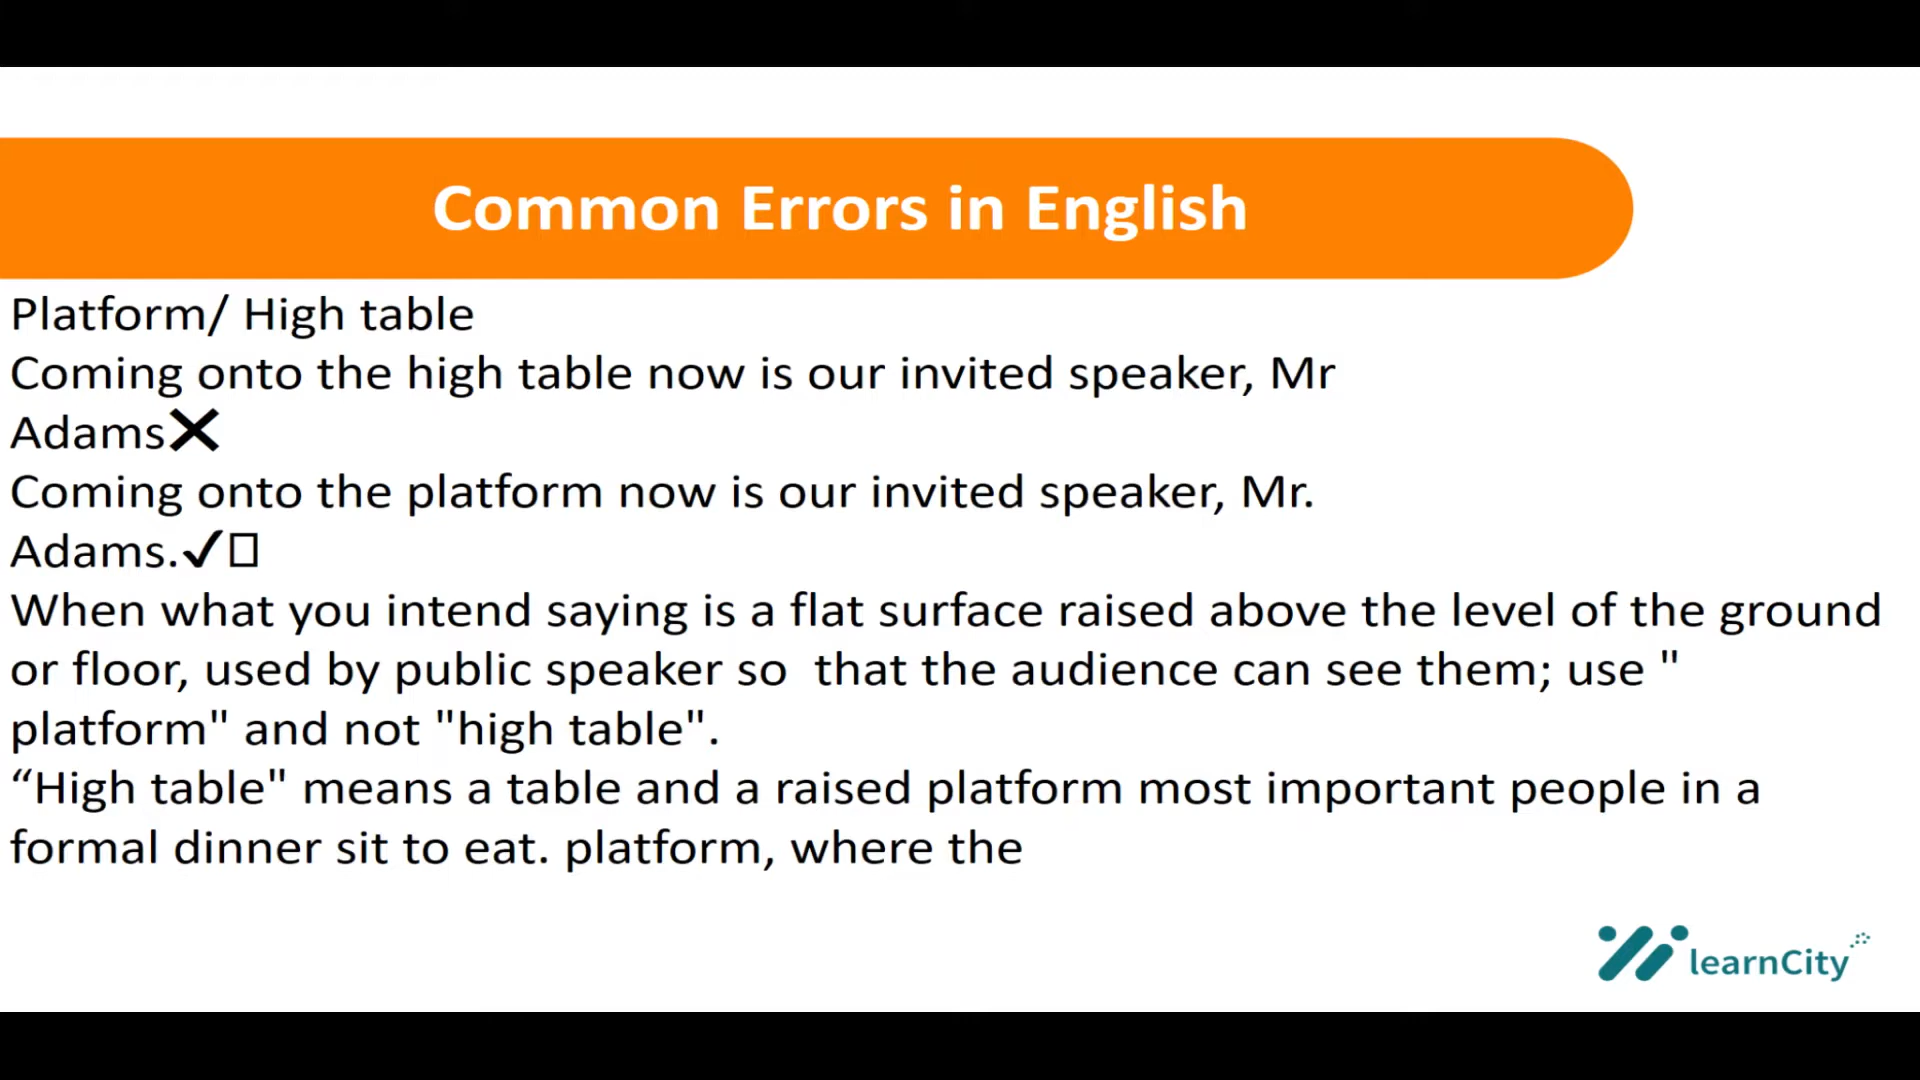 Common Errors in English
Platform/ High table
Coming onto the high table now is our invited speaker, Mr
Adams❌
Coming onto the platform now is our invited speaker, Mr.
Adams.✔□
When what you intend saying is a flat surface raised above the level of the ground
or floor, used by public speaker so  that the audience can see them; use "
platform" and not "high table".
“High table" means a table and a raised platform most important people in a
formal dinner sit to eat. platform, where the
learnCity